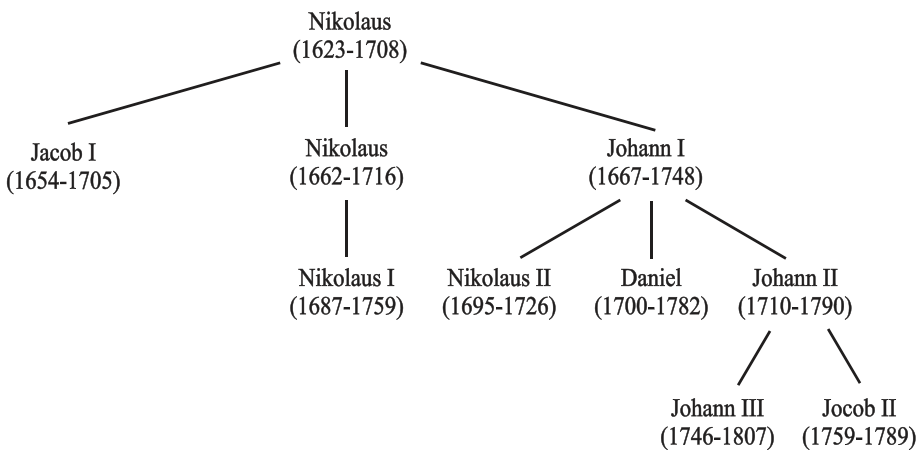 Nikolaus
(1623-1708)
Jacob I
(1654-1705)
Nikolaus
(1662-1716)
Johann I
(1667-1748)
Nikolaus I
(1687-1759)
Nikolaus II
(1695-1726)
Daniel
(1700-1782)
Johann II
(1710-1790)
Johann III
(1746-1807)
Jocob II
(1759-1789)